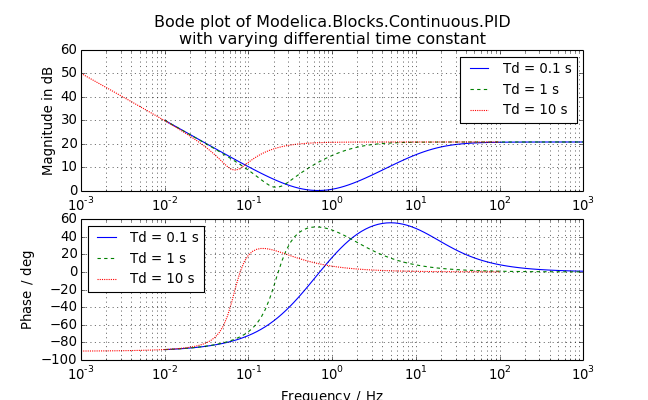 Bode plot of Modelica.Blocks.Continuous.PID
with varying differential time constant
Magnitude in dB
60
50
40
30
20
10
0
Td = 0.1 s
Td = 1 s
Td = 10 s
10⁻³ 10⁻² 10⁻¹ 10⁰ 10¹ 10² 10³
Phase / deg
60
40
20
0
−20
−40
−60
−80
−100
Td = 0.1 s
Td = 1 s
Td = 10 s
10⁻³ 10⁻² 10⁻¹ 10⁰ 10¹ 10² 10³
Frequency / Hz